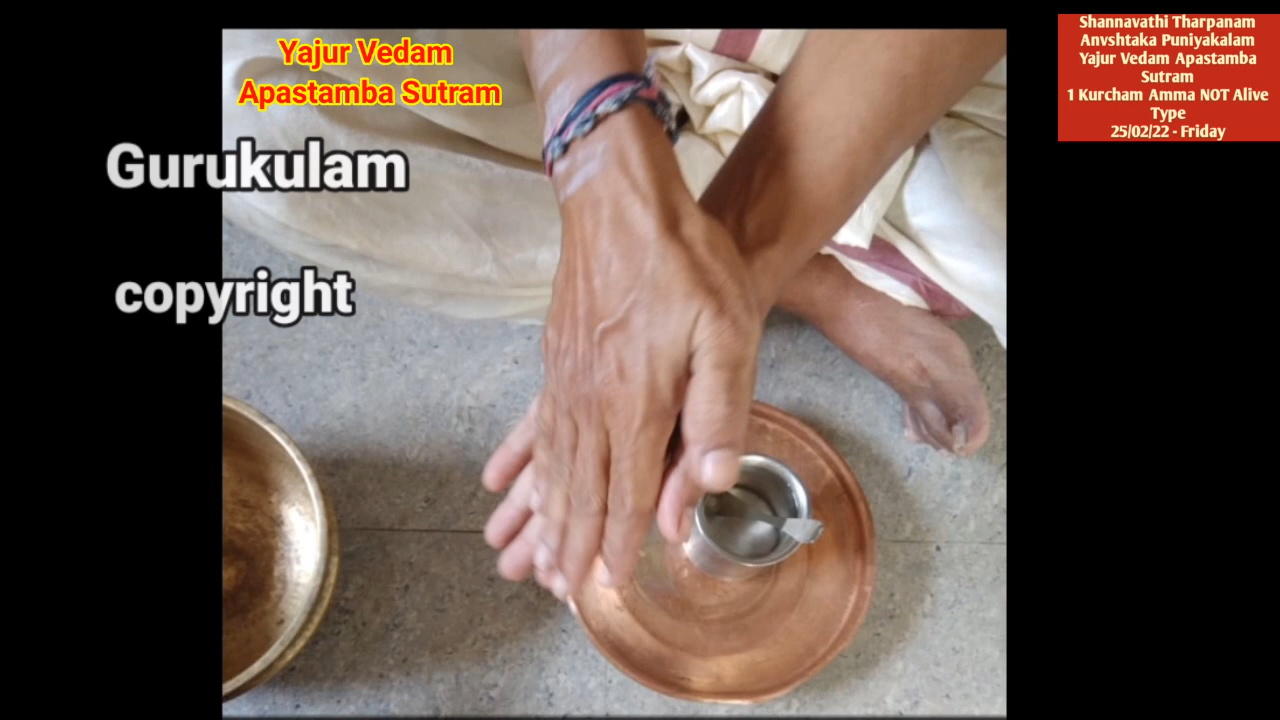 Yajur Vedam
Apastamba Sutram
Gurukulam
copyright
Shannavathi Tharpanam
Anvshtaka Puniyakalam
Yajur Vedam Apastamba
Sutram
1 Kurcham Amma NOT Alive
Type
25/02/22 - Friday